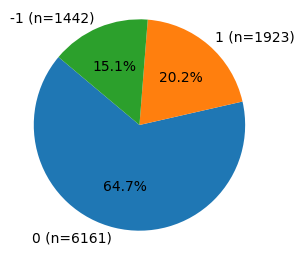 -1 (n=1442)
1 (n=1923)
15.1%
20.2%
64.7%
0 (n=6161)